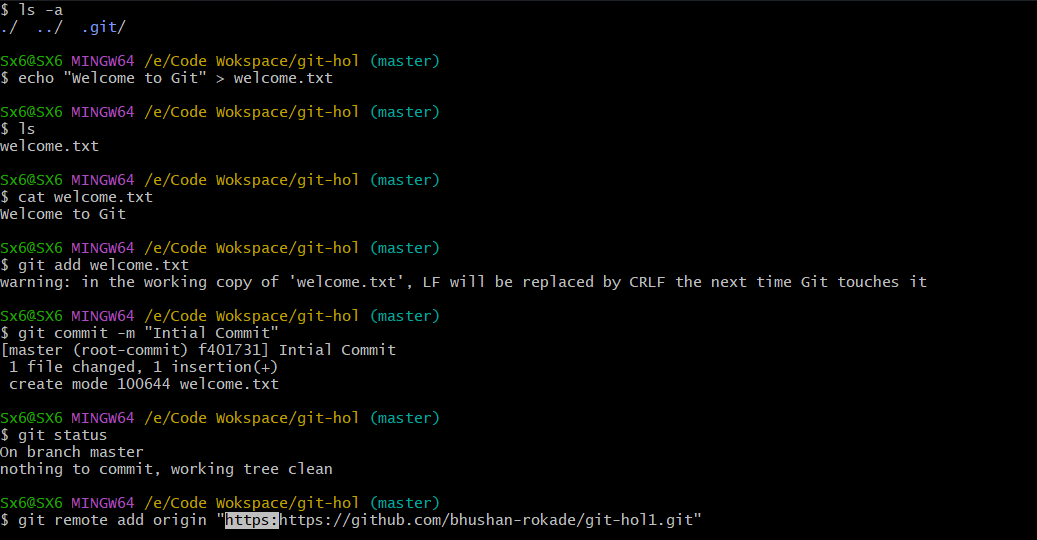 $ ls -a
./  ../  .git/
Sx6@SX6 MINGW64 /e/Code Wokspace/git-hol (master)
$ echo "Welcome to Git" > welcome.txt
Sx6@SX6 MINGW64 /e/Code Wokspace/git-hol (master)
$ ls
welcome.txt
Sx6@SX6 MINGW64 /e/Code Wokspace/git-hol (master)
$ cat welcome.txt
Welcome to Git
Sx6@SX6 MINGW64 /e/Code Wokspace/git-hol (master)
$ git add welcome.txt
warning: in the working copy of 'welcome.txt', LF will be replaced by CRLF the next time Git touches it
Sx6@SX6 MINGW64 /e/Code Wokspace/git-hol (master)
$ git commit -m "Intial Commit"
[master (root-commit) f401731] Intial Commit
 1 file changed, 1 insertion(+)
 create mode 100644 welcome.txt
Sx6@SX6 MINGW64 /e/Code Wokspace/git-hol (master)
$ git status
On branch master
nothing to commit, working tree clean
Sx6@SX6 MINGW64 /e/Code Wokspace/git-hol (master)
$ git remote add origin "https:https://github.com/bhushan-rokade/git-hol1.git"